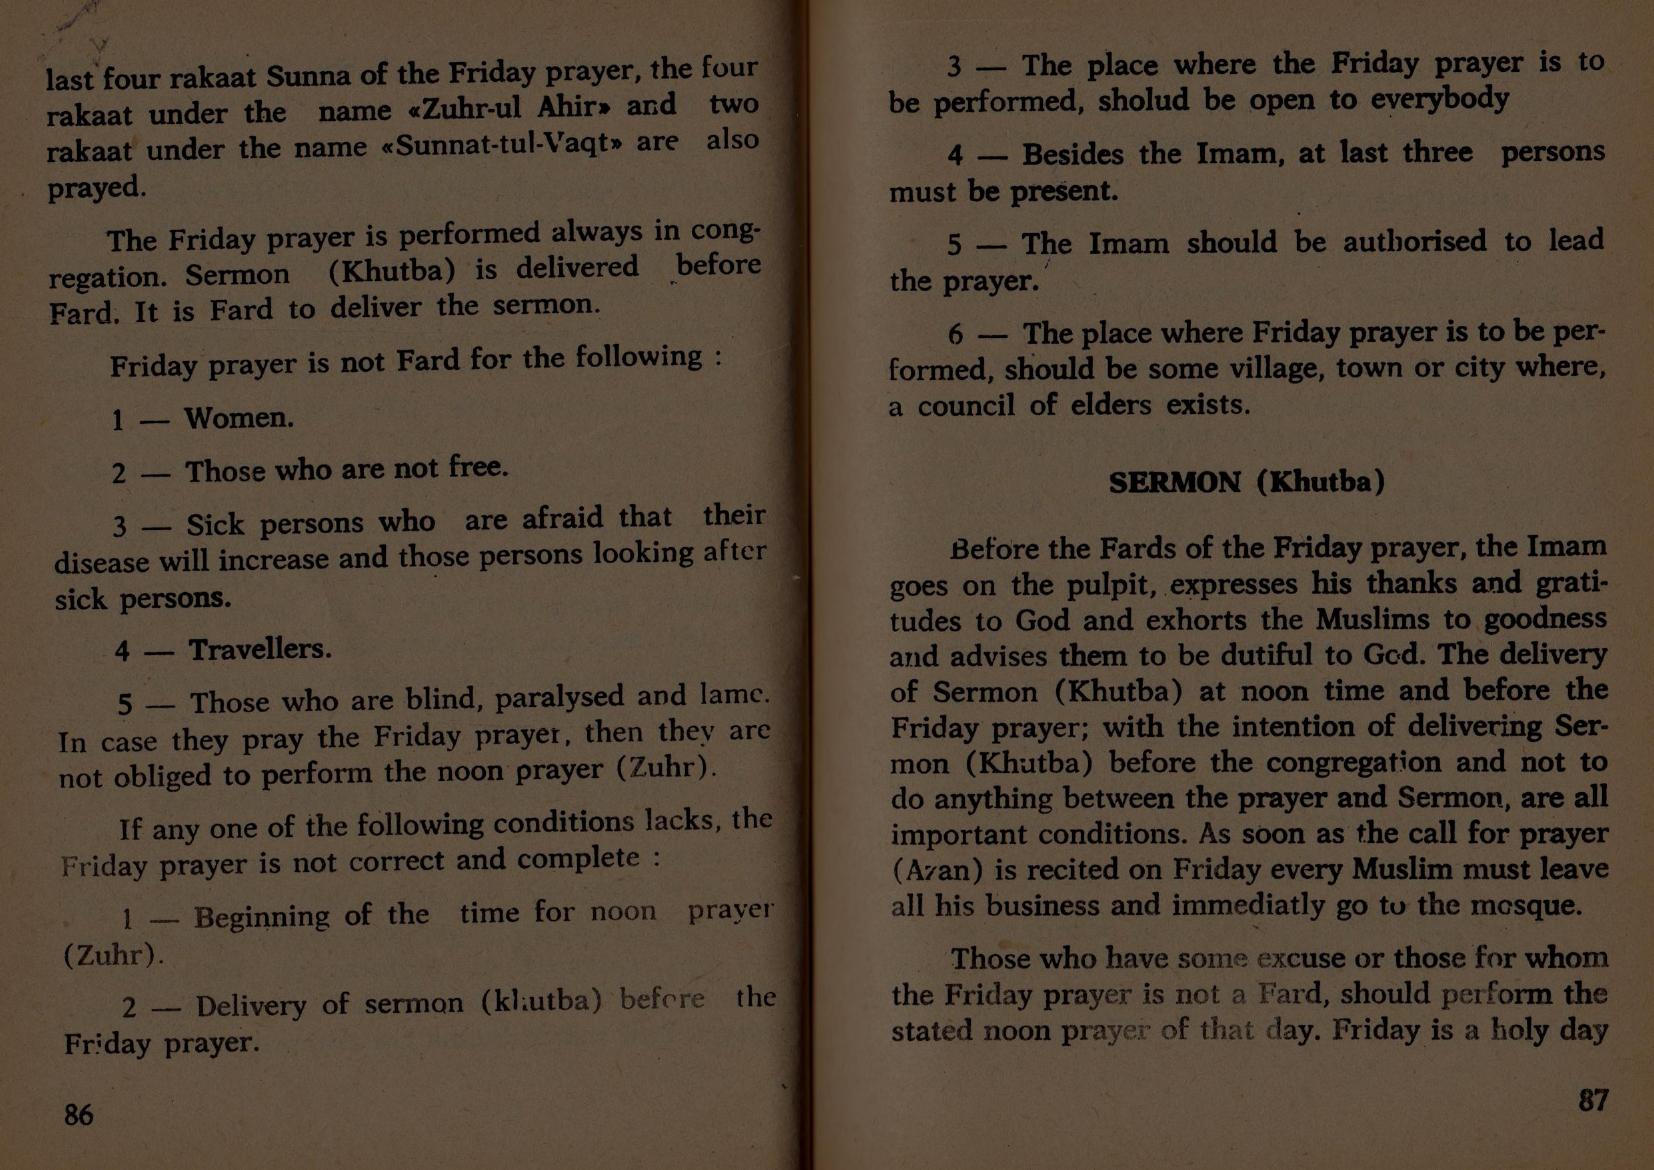 last four rakaat Sunna of the Friday prayer, the four
rakaat under the name «Zuhr-ul Ahir» and two
rakaat under the name «Sunnat-tul-Vaqt» are also
prayed.
The Friday prayer is performed always in cong-
regation. Sermon (Khutba) is delivered before
Fard. It is Fard to deliver the sermon.
Friday prayer is not Fard for the following :
1 — Women.
2 — Those who are not free.
3 — Sick persons who are afraid that their
disease will increase and those persons looking after
sick persons.
4 — Travellers.
5 — Those who are blind, paralysed and lame.
In case they pray the Friday prayer, then they are
not obliged to perform the noon prayer (Zuhr).
If any one of the following conditions lacks, the
Friday prayer is not correct and complete :
1 — Beginning of the time for noon prayer
(Zuhr).
2 — Delivery of sermon (khutba) before the
Friday prayer.
86
3 — The place where the Friday prayer is to
be performed, sholud be open to everybody
4 — Besides the Imam, at last three persons
must be present.
5 — The Imam should be authorised to lead
the prayer.
6 — The place where Friday prayer is to be per-
formed, should be some village, town or city where,
a council of elders exists.
SERMON (Khutba)
Before the Fards of the Friday prayer, the Imam
goes on the pulpit, expresses his thanks and grati-
tudes to God and exhorts the Muslims to goodness
and advises them to be dutiful to God. The delivery
of Sermon (Khutba) at noon time and before the
Friday prayer; with the intention of delivering Ser-
mon (Khutba) before the congregation and not to
do anything between the prayer and Sermon, are all
important conditions. As soon as the call for prayer
(Azan) is recited on Friday every Muslim must leave
all his business and immediatly go to the mosque.
Those who have some excuse or those for whom
the Friday prayer is not a Fard, should perform the
stated noon prayer of that day. Friday is a holy day
87